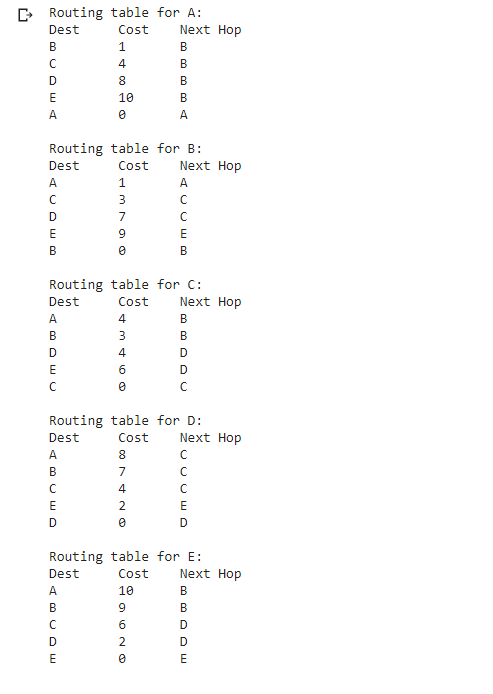 Routing table for A:
Dest Cost Next Hop
B 1 B
C 4 B
D 8 B
E 10 B
A 0 A
Routing table for B:
Dest Cost Next Hop
A 1 A
C 3 C
D 7 C
E 9 E
B 0 B
Routing table for C:
Dest Cost Next Hop
A 4 B
B 3 B
D 4 D
E 6 D
C 0 C
Routing table for D:
Dest Cost Next Hop
A 8 C
B 7 C
C 4 C
E 2 E
D 0 D
Routing table for E:
Dest Cost Next Hop
A 10 B
B 9 B
C 6 D
D 2 D
E 0 E